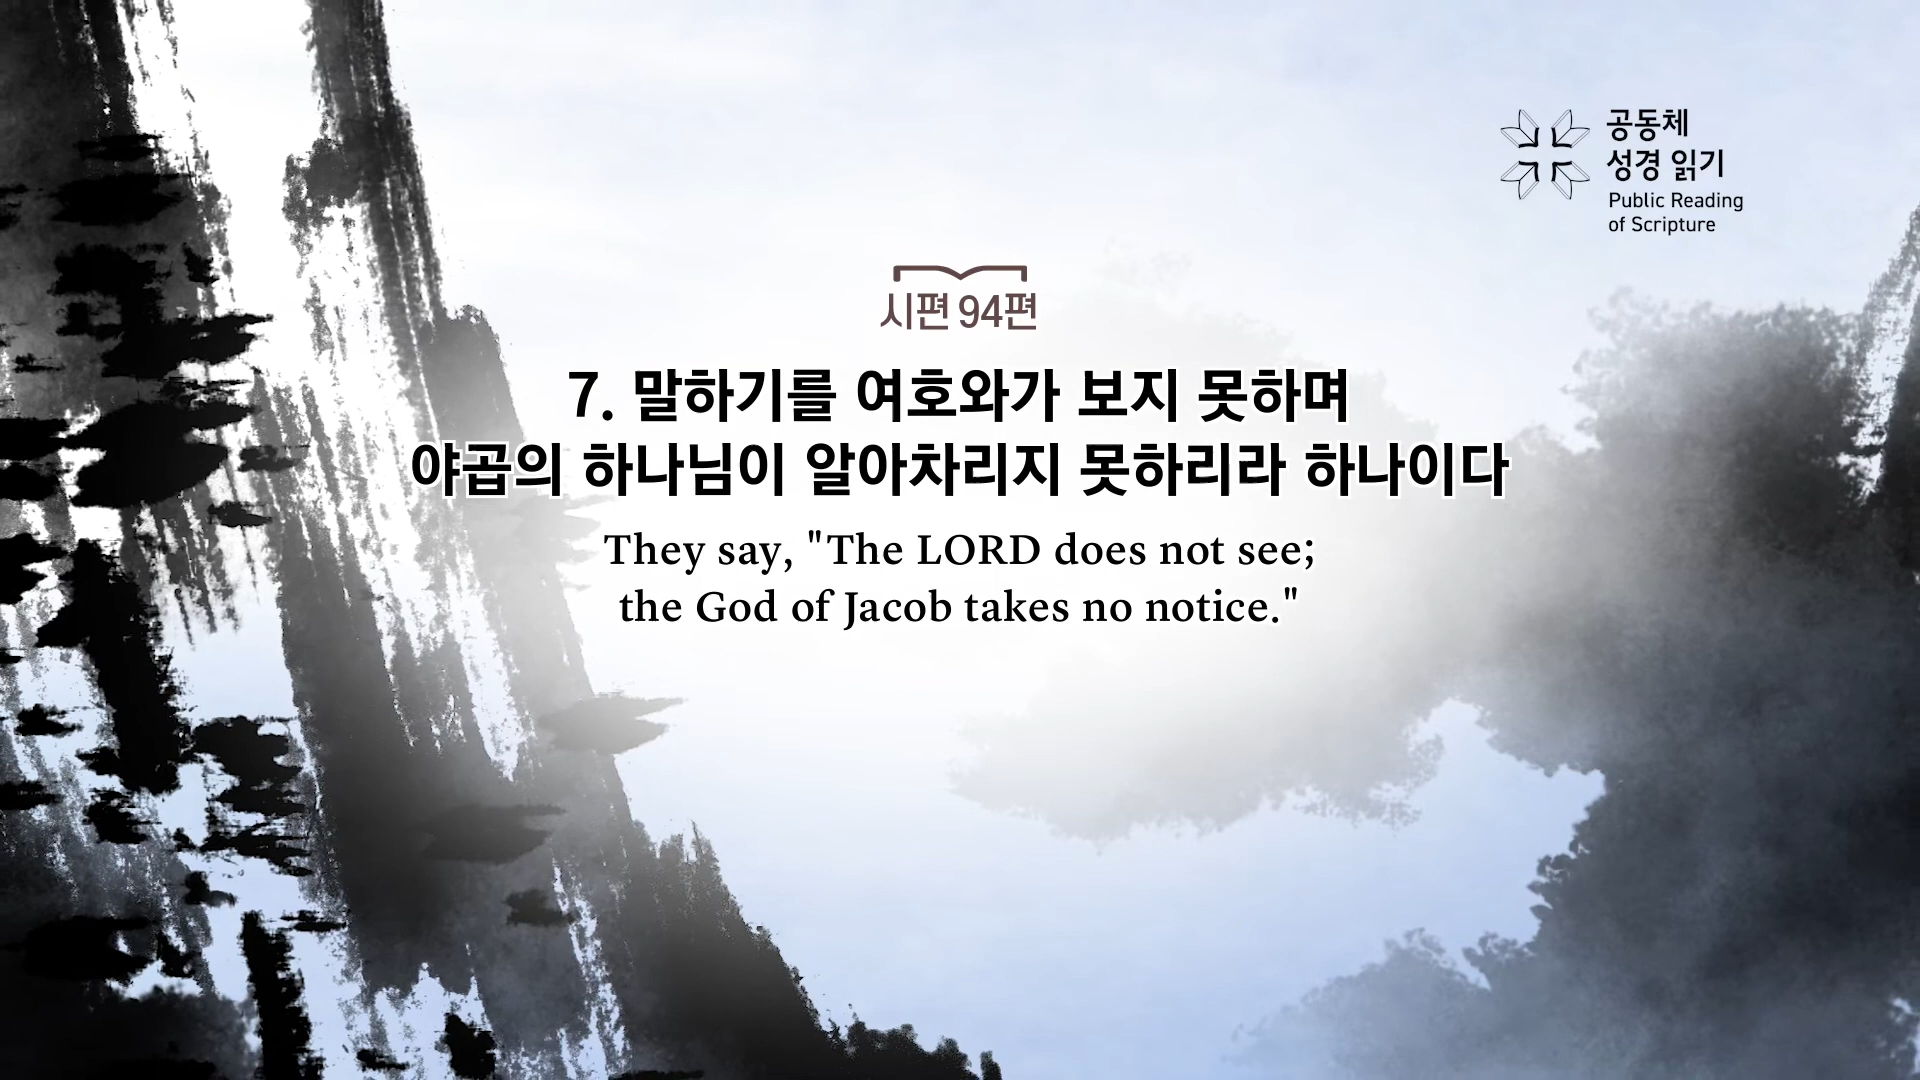 공동체
성경 읽기
Public Reading
of Scripture
시편 94편
7. 말하기를 여호와가 보지 못하며
야곱의 하나님이 알아차리지 못하리라 하나이다
They say, "The LORD does not see;
the God of Jacob takes no notice."